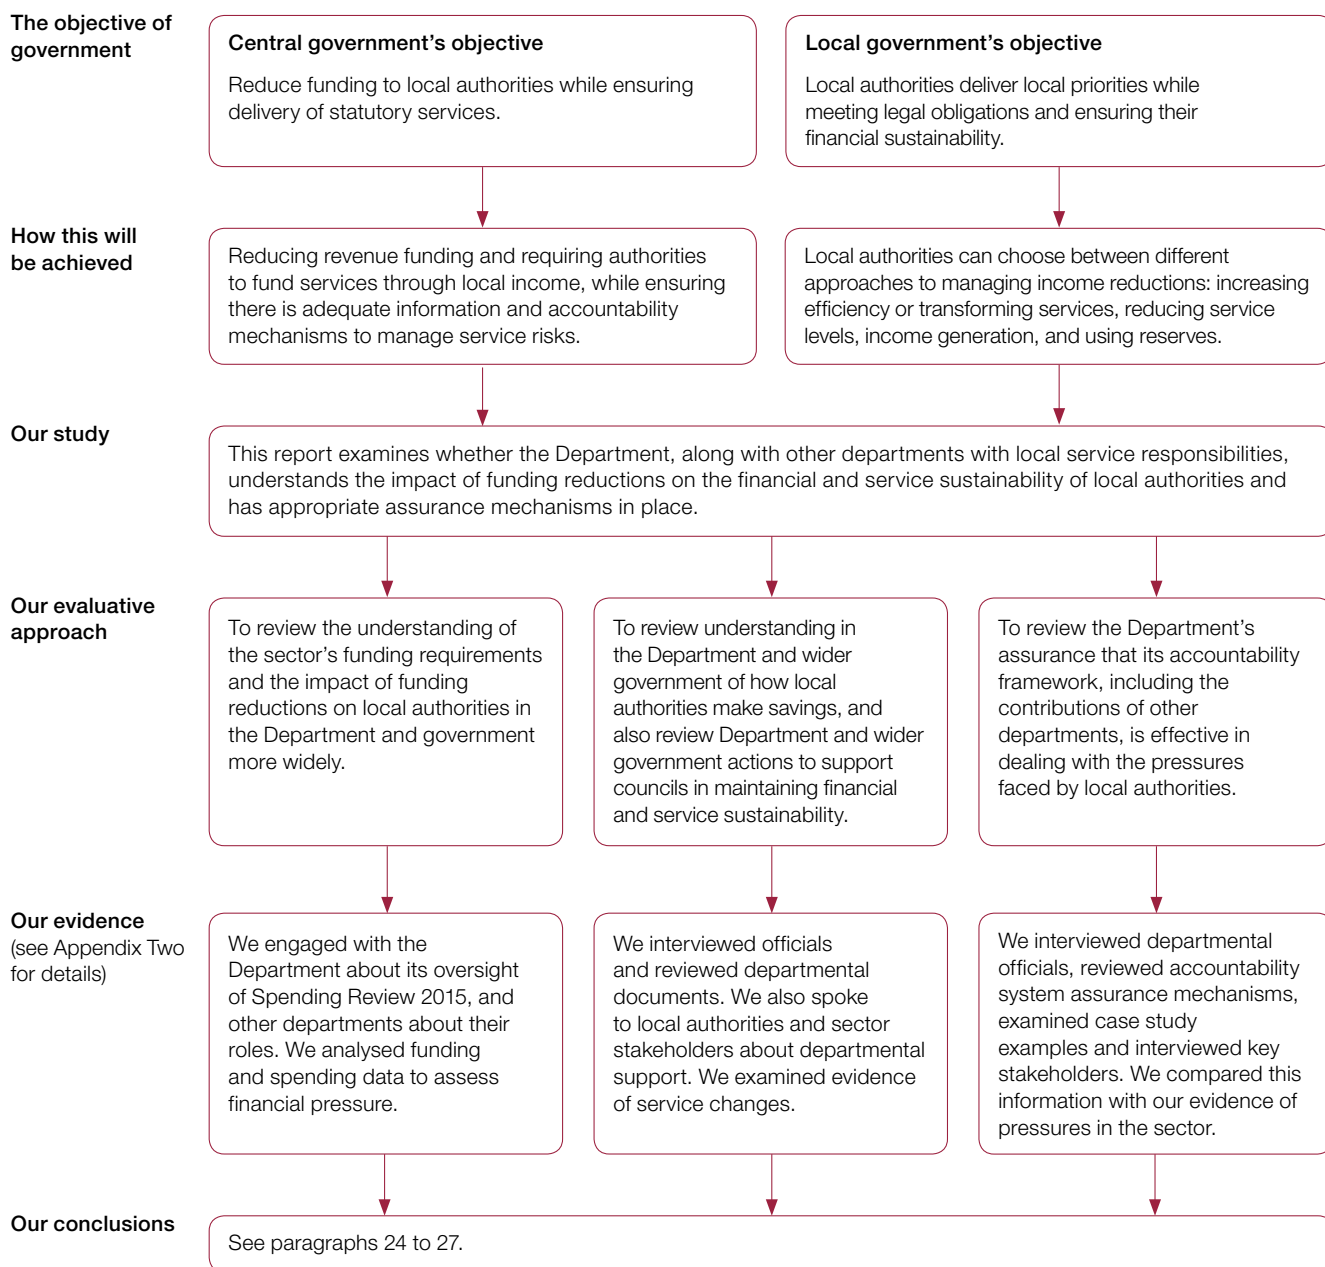 The objective of
government
Central government’s objective
Reduce funding to local authorities while ensuring
delivery of statutory services.
Local government’s objective
Local authorities deliver local priorities while
meeting legal obligations and ensuring their
financial sustainability.
How this will
be achieved
Reducing revenue funding and requiring authorities
to fund services through local income, while ensuring
there is adequate information and accountability
mechanisms to manage service risks.
Local authorities can choose between different
approaches to managing income reductions: increasing
efficiency or transforming services, reducing service
levels, income generation, and using reserves.
Our study
This report examines whether the Department, along with other departments with local service responsibilities,
understands the impact of funding reductions on the financial and service sustainability of local authorities and
has appropriate assurance mechanisms in place.
Our evaluative
approach
To review the understanding of
the sector’s funding requirements
and the impact of funding
reductions on local authorities in
the Department and government
more widely.
To review understanding in
the Department and wider
government of how local
authorities make savings, and
also review Department and wider
government actions to support
councils in maintaining financial
and service sustainability.
To review the Department’s
assurance that its accountability
framework, including the
contributions of other
departments, is effective in
dealing with the pressures
faced by local authorities.
Our evidence
(see Appendix Two
for details)
We engaged with the
Department about its oversight
of Spending Review 2015, and
other departments about their
roles. We analysed funding
and spending data to assess
financial pressure.
We interviewed officials
and reviewed departmental
documents. We also spoke
to local authorities and sector
stakeholders about departmental
support. We examined evidence
of service changes.
We interviewed departmental
officials, reviewed accountability
system assurance mechanisms,
examined case study
examples and interviewed key
stakeholders. We compared this
information with our evidence of
pressures in the sector.
Our conclusions
See paragraphs 24 to 27.